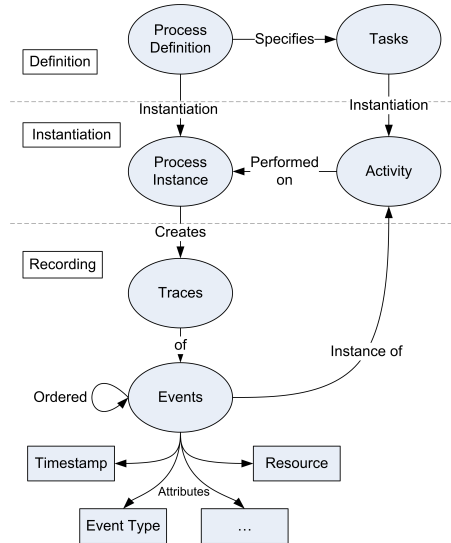 Process
Definition
Specifies
Tasks
Definition
Instantiation
Instantiation
Instantiation
Process
Instance
Performed
on
Activity
Creates
Recording
Traces
of
Instance of
Ordered
Events
Timestamp
Resource
Attributes
Event Type
...